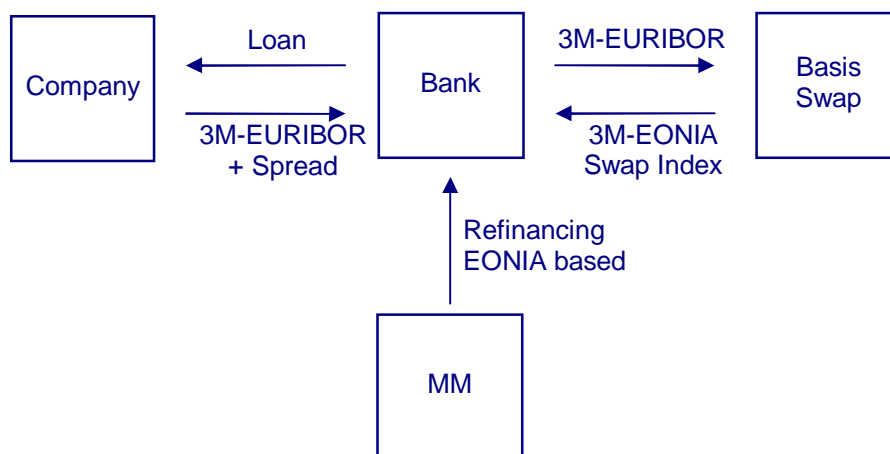 Loan
3M-EURIBOR
Company
Bank
Basis
Swap
3M-EURIBOR
+ Spread
3M-EONIA
Swap Index
Refinancing
EONIA based
MM